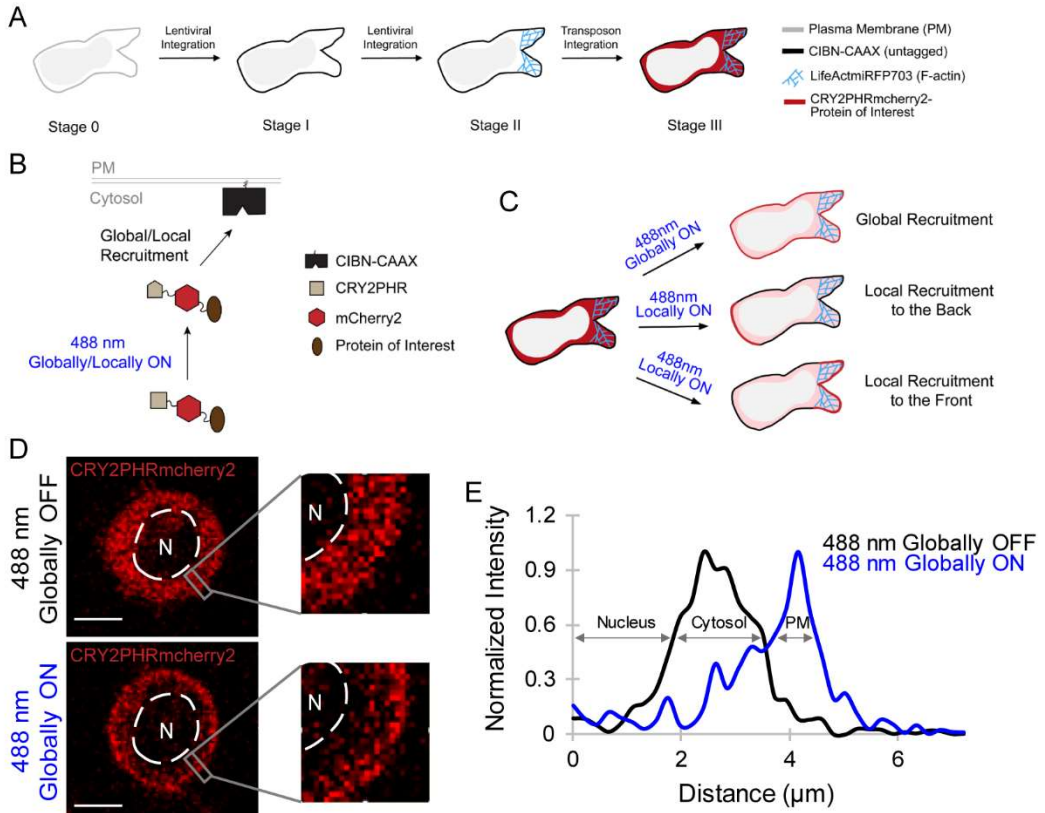 A
Lentiviral
Integration
Lentiviral
Integration
Transposon
Integration
Stage 0
Stage I
Stage II
Stage III
Plasma Membrane (PM)
CIBN-CAAX (untagged)
LifeActmiRFP703 (F-actin)
CRY2PHRmcherry2-
Protein of Interest
B
PM
Cytosol
Global/Local
Recruitment
488 nm
Globally/Locally ON
CIBN-CAAX
CRY2PHR
mCherry2
Protein of Interest
C
488nm
Globally ON
488nm
Locally ON
488nm
Locally ON
Global Recruitment
Local Recruitment
to the Back
Local Recruitment
to the Front
D
488 nm
Globally OFF
CRY2PHRmcherry2
N
N
488 nm
Globally ON
CRY2PHRmcherry2
N
N
E
Normalized Intensity
1.2
0.9
0.6
0.3
0
488 nm Globally OFF
488 nm Globally ON
Nucleus
Cytosol
PM
0
2
4
6
Distance (µm)